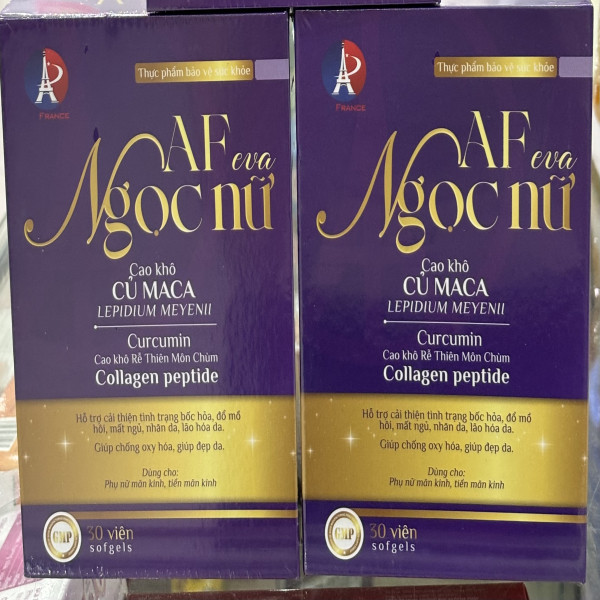 FRANCE
Thực phẩm bảo vệ sức khỏe
AF eva
Ngọc nữ
Cao khô
CỦ MACA
LEPIDIUM MEYENII
Curcumin
Cao khô Rễ Thiên Môn Chùm
Collagen peptide
Hỗ trợ cải thiện tình trạng bốc hỏa, đổ mồ
hôi, mất ngủ, nhăn da, lão hóa da.
Giúp chống oxy hóa, giúp đẹp da.
Dùng cho:
Phụ nữ mãn kinh, tiền mãn kinh
GMP
30 viên
softgels
FRANCE
Thực phẩm bảo vệ sức khỏe
AF eva
Ngọc nữ
Cao khô
CỦ MACA
LEPIDIUM MEYENII
Curcumin
Cao khô Rễ Thiên Môn Chùm
Collagen peptide
Hỗ trợ cải thiện tình trạng bốc hỏa, đổ mồ
hôi, mất ngủ, nhăn da, lão hóa da.
Giúp chống oxy hóa, giúp đẹp da.
Dùng cho:
Phụ nữ mãn kinh, tiền mãn kinh
GMP
30 viên
softgels